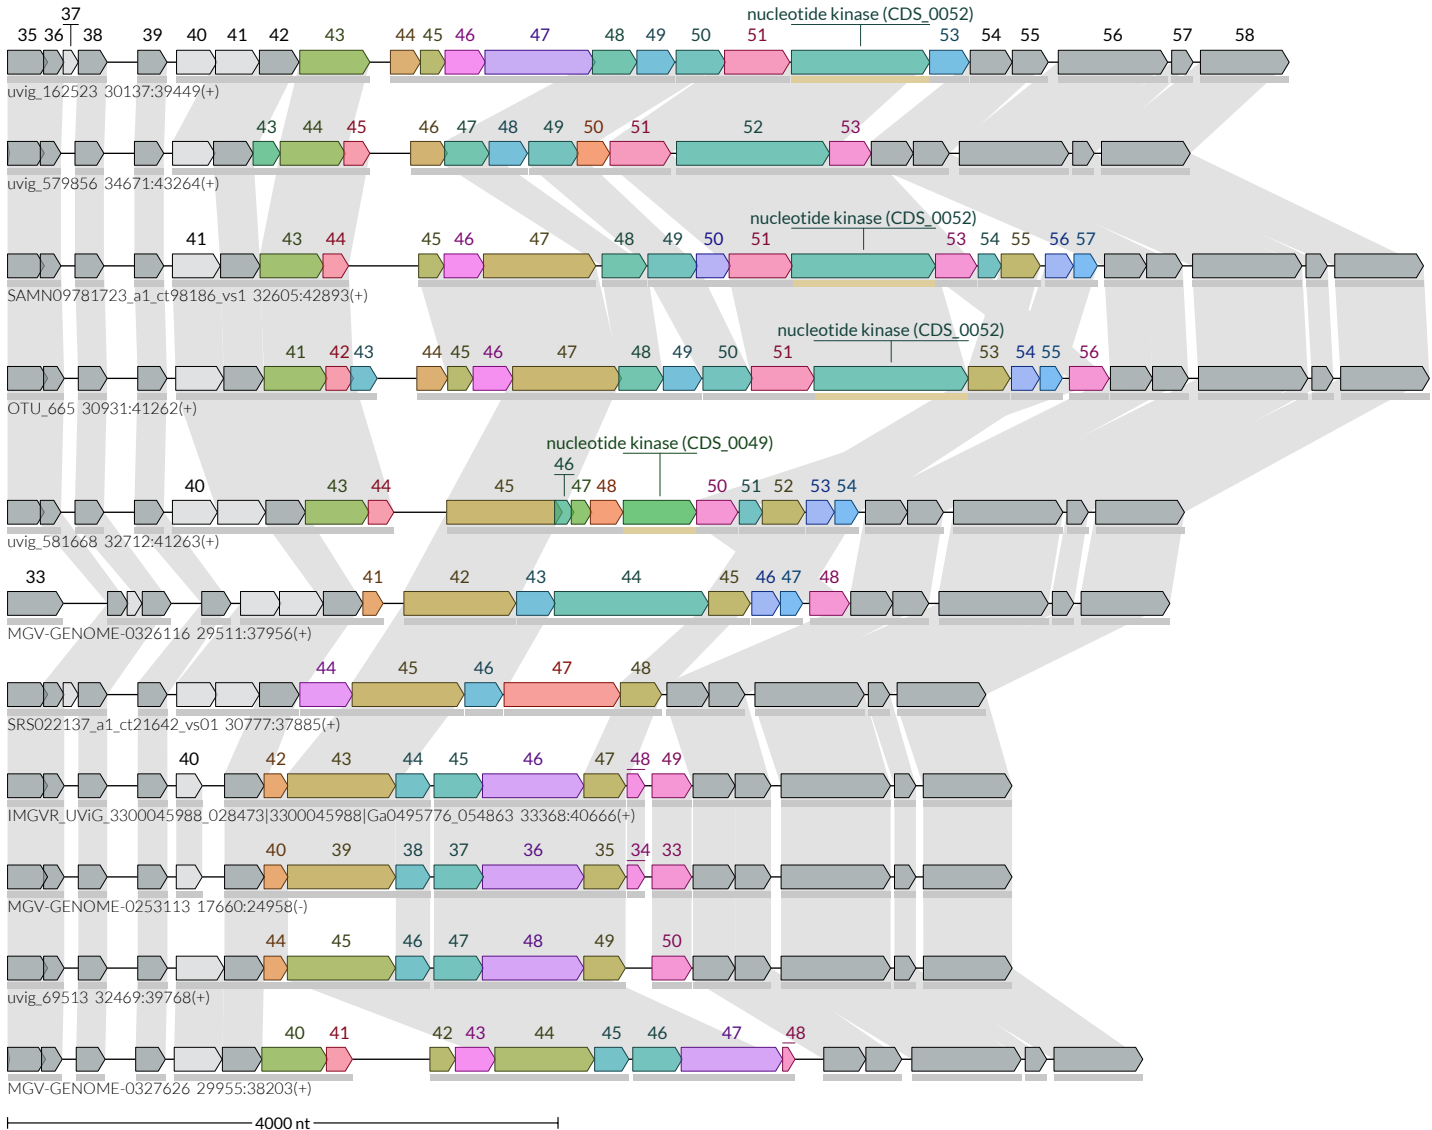 nucleotide kinase (CDS_0052)
37
35 36 38 39 40 41 42 43 44 45 46 47 48 49 50 51 53 54 55 56 57 58
uvig_162523 30137:39449(+)
43 44 45 46 47 48 49 50 51 52 53
uvig_579856 34671:43264(+)
nucleotide kinase (CDS_0052)
41 43 44 45 46 47 48 49 50 51 53 54 55 56 57
SAMN09781723_a1_ct98186_vs1 32605:42893(+)
nucleotide kinase (CDS_0052)
41 42 43 44 45 46 47 48 49 50 51 53 54 55 56
OTU_665 30931:41262(+)
nucleotide kinase (CDS_0049)
46
40 43 44 45 47 48 50 51 52 53 54
uvig_581668 32712:41263(+)
33 41 42 43 44 45 46 47 48
MGV-GENOME-0326116 29511:37956(+)
44 45 46 47 48
SRS022137_a1_ct21642_vs01 30777:37885(+)
40 42 43 44 45 46 47 48 49
IMGVR_UViG_3300045988_028473|3300045988|Ga0495776_054863 33368:40666(+)
40 39 38 37 36 35 34 33
MGV-GENOME-0253113 17660:24958(-)
44 45 46 47 48 49 50
uvig_69513 32469:39768(+)
40 41 42 43 44 45 46 47 48
MGV-GENOME-0327626 29955:38203(+)
4000 nt